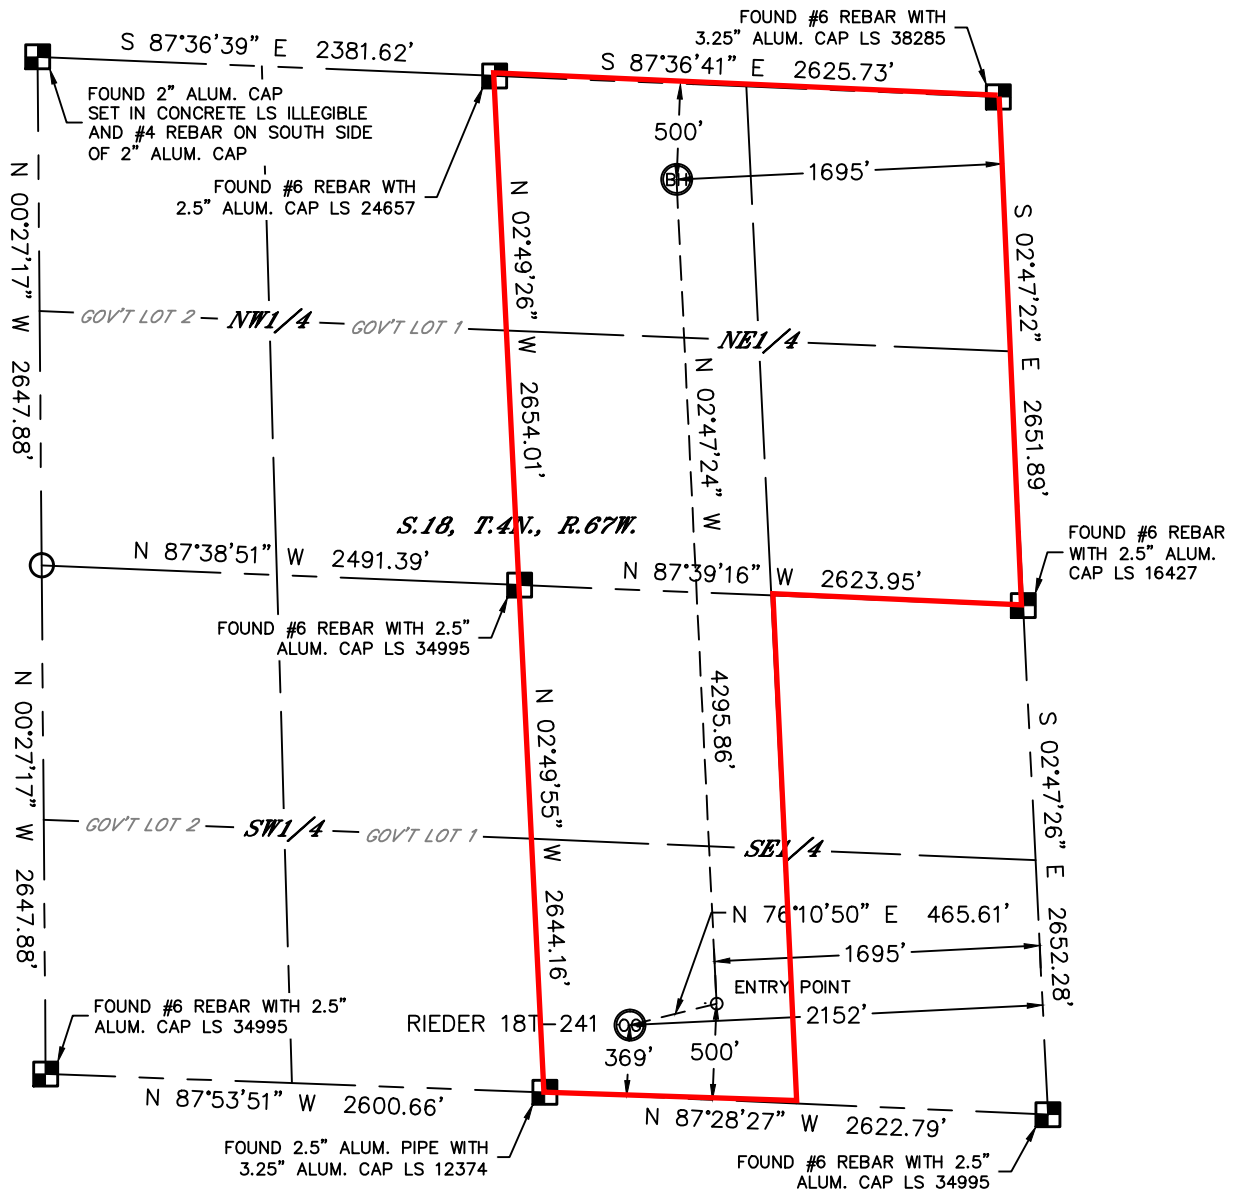 FOUND #6 REBAR WITH
3.25" ALUM. CAP LS 38285
S 87°36'39" E 2381.62'
S 87°36'41" E 2625.73'
FOUND 2" ALUM. CAP
SET IN CONCRETE LS ILLEGIBLE
AND #4 REBAR ON SOUTH SIDE
OF 2" ALUM. CAP
500'
BH
1695'
FOUND #6 REBAR WTH
2.5" ALUM. CAP LS 24657
N 00°27'17" W 2647.88'
N 02°49'26" W 2654.01'
S 02°47'22" E 2651.89'
GOV'T LOT 2
NW1/4
GOV'T LOT 1
NE1/4
N 02°47'24" W
4295.86'
S.18, T.4N., R.67W.
N 87°38'51" W 2491.39'
N 87°39'16" W 2623.95'
FOUND #6 REBAR
WITH 2.5" ALUM.
CAP LS 16427
FOUND #6 REBAR WITH 2.5"
ALUM. CAP LS 34995
N 00°27'17" W 2647.88'
N 02°49'55" W 2644.16'
S 02°47'26" E 2652.28'
GOV'T LOT 2
SW1/4
GOV'T LOT 1
SE1/4
N 76°10'50" E 465.61'
1695'
ENTRY POINT
FOUND #6 REBAR WITH 2.5"
ALUM. CAP LS 34995
RIEDER 18T-241
2152'
369'
500'
N 87°53'51" W 2600.66'
N 87°28'27" W 2622.79'
FOUND 2.5" ALUM. PIPE WITH
3.25" ALUM. CAP LS 12374
FOUND #6 REBAR WITH 2.5"
ALUM. CAP LS 34995